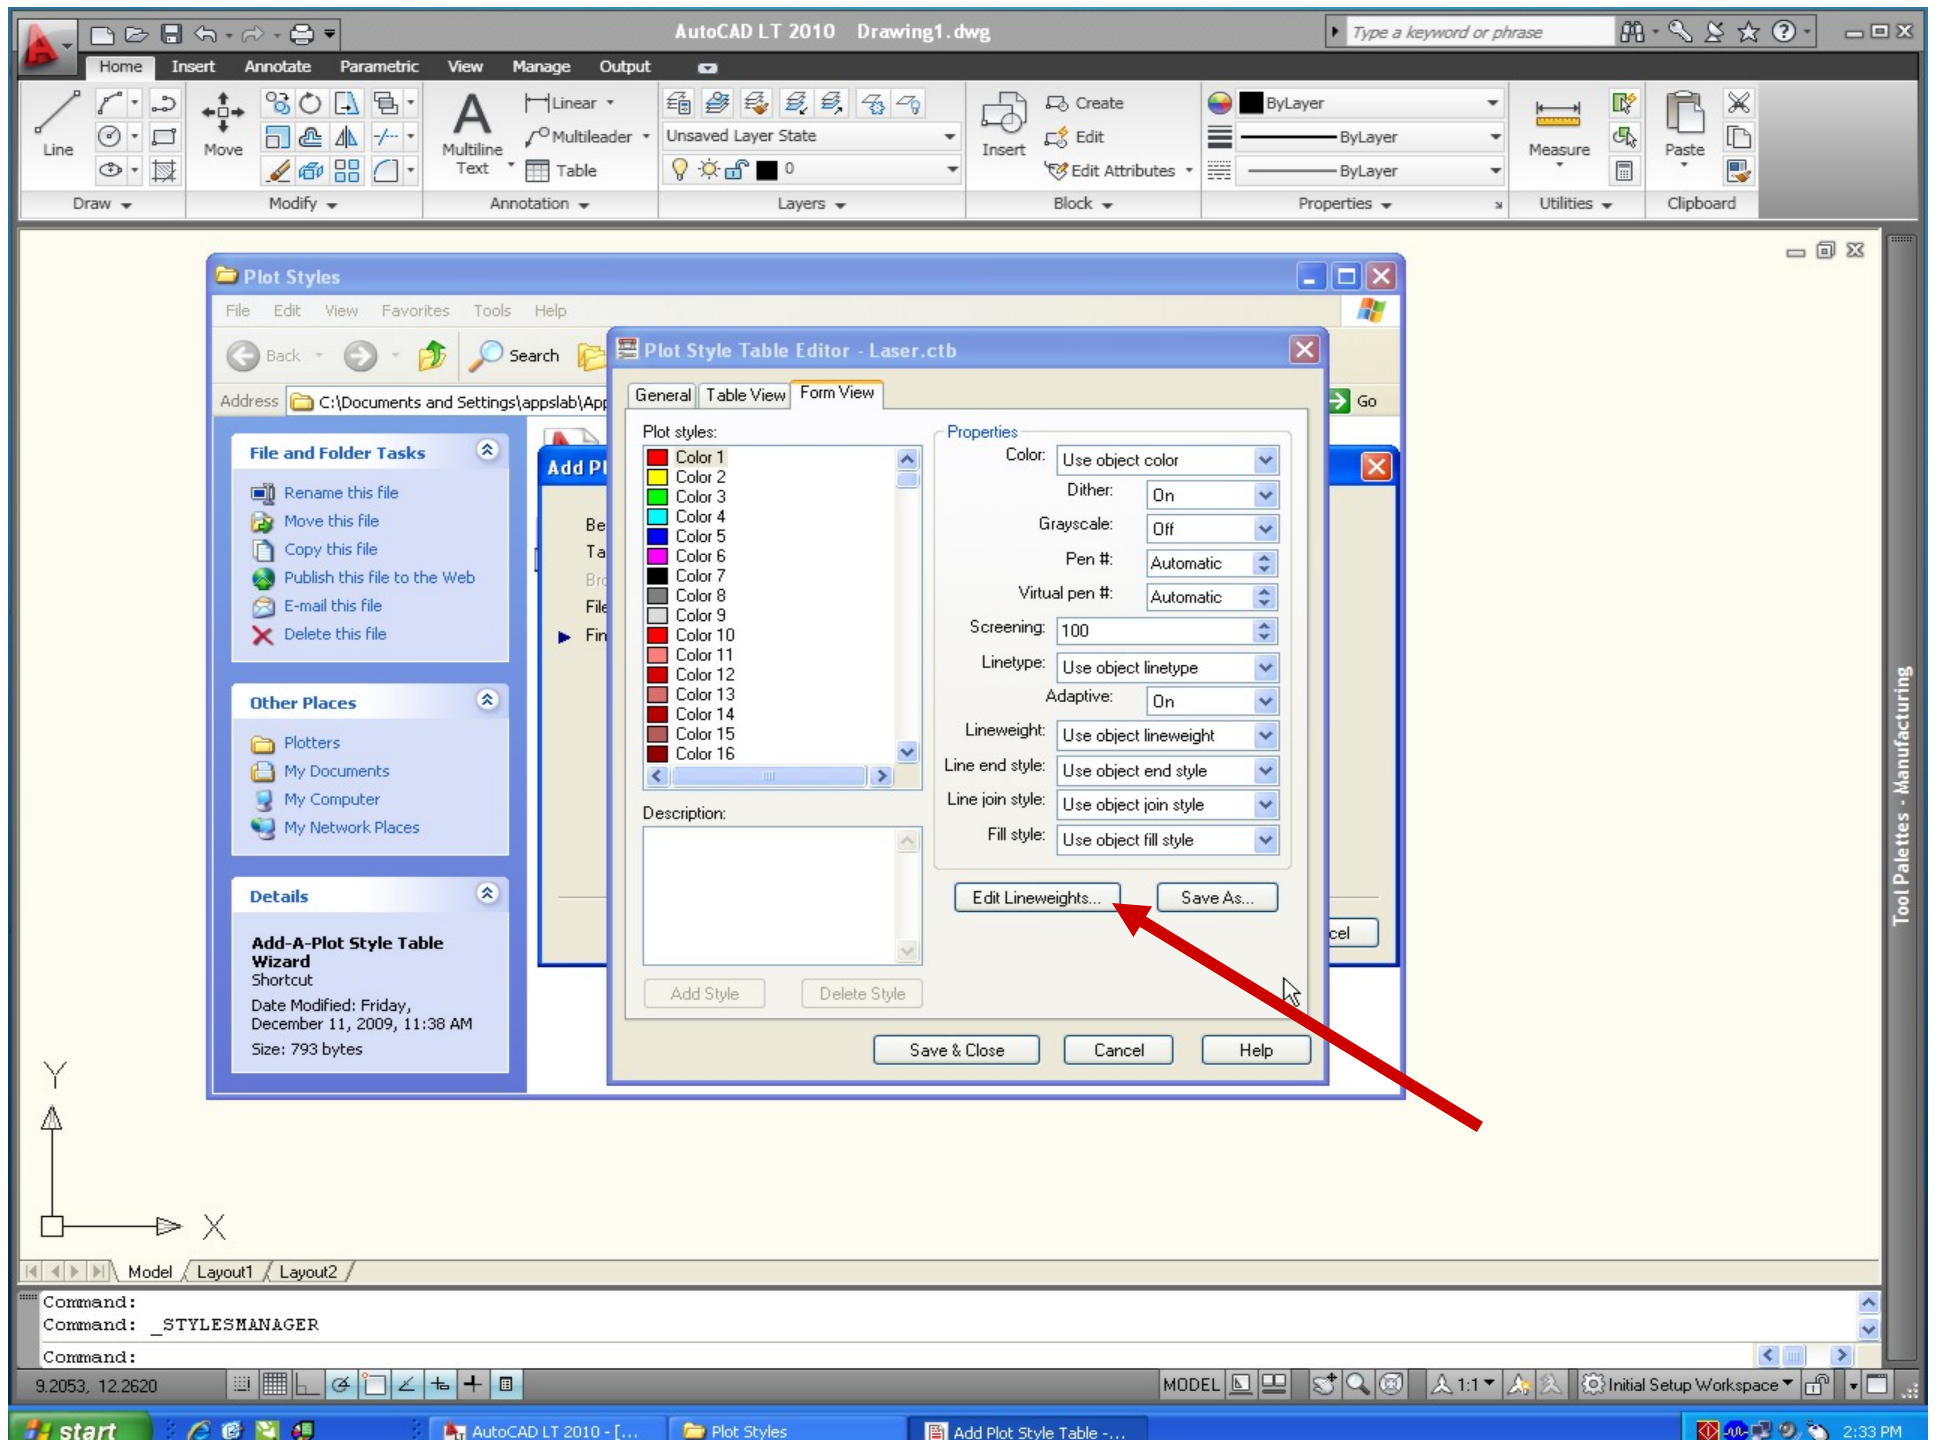 AutoCAD LT 2010 Drawing1.dwg
Type a keyword or phrase
Home Insert Annotate Parametric View Manage Output
Line
Move
Multiline Text
Linear
Multileader
Table
Unsaved Layer State
0
Insert
Create
Edit
Edit Attributes
ByLayer
ByLayer
ByLayer
Measure
Paste
Draw Modify Annotation Layers Block Properties Utilities Clipboard
Plot Styles
File Edit View Favorites Tools Help
Back Search
Address C:\Documents and Settings\appslab\App
Go
File and Folder Tasks
Rename this file
Move this file
Copy this file
Publish this file to the Web
E-mail this file
Delete this file
Other Places
Plotters
My Documents
My Computer
My Network Places
Details
Add-A-Plot Style Table
Wizard
Shortcut
Date Modified: Friday,
December 11, 2009, 11:38 AM
Size: 793 bytes
Add Pl
Be
Ta
Bro
File
Fin
cel
Plot Style Table Editor - Laser.ctb
General Table View Form View
Plot styles:
Color 1
Color 2
Color 3
Color 4
Color 5
Color 6
Color 7
Color 8
Color 9
Color 10
Color 11
Color 12
Color 13
Color 14
Color 15
Color 16
Description:
Add Style Delete Style
Properties
Color: Use object color
Dither: On
Grayscale: Off
Pen #: Automatic
Virtual pen #: Automatic
Screening: 100
Linetype: Use object linetype
Adaptive: On
Lineweight: Use object lineweight
Line end style: Use object end style
Line join style: Use object join style
Fill style: Use object fill style
Edit Lineweights... Save As...
Save & Close Cancel Help
Tool Palettes - Manufacturing
Y
X
Model Layout1 Layout2
Command:
Command: _STYLESMANAGER
Command:
9.2053, 12.2620
MODEL
1:1
Initial Setup Workspace
start
AutoCAD LT 2010 - [...
Plot Styles
Add Plot Style Table -...
2:33 PM